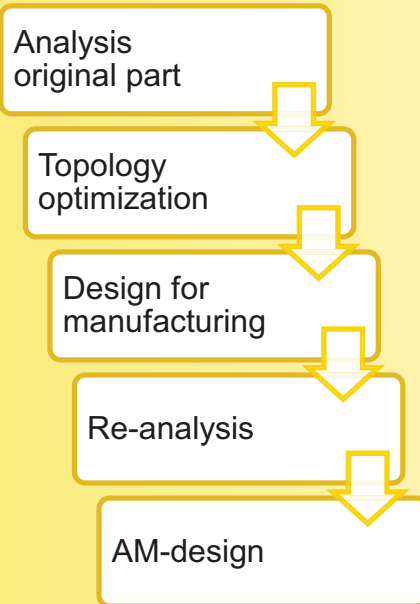 Analysis
original part
Topology
optimization
Design for
manufacturing
Re-analysis
AM-design